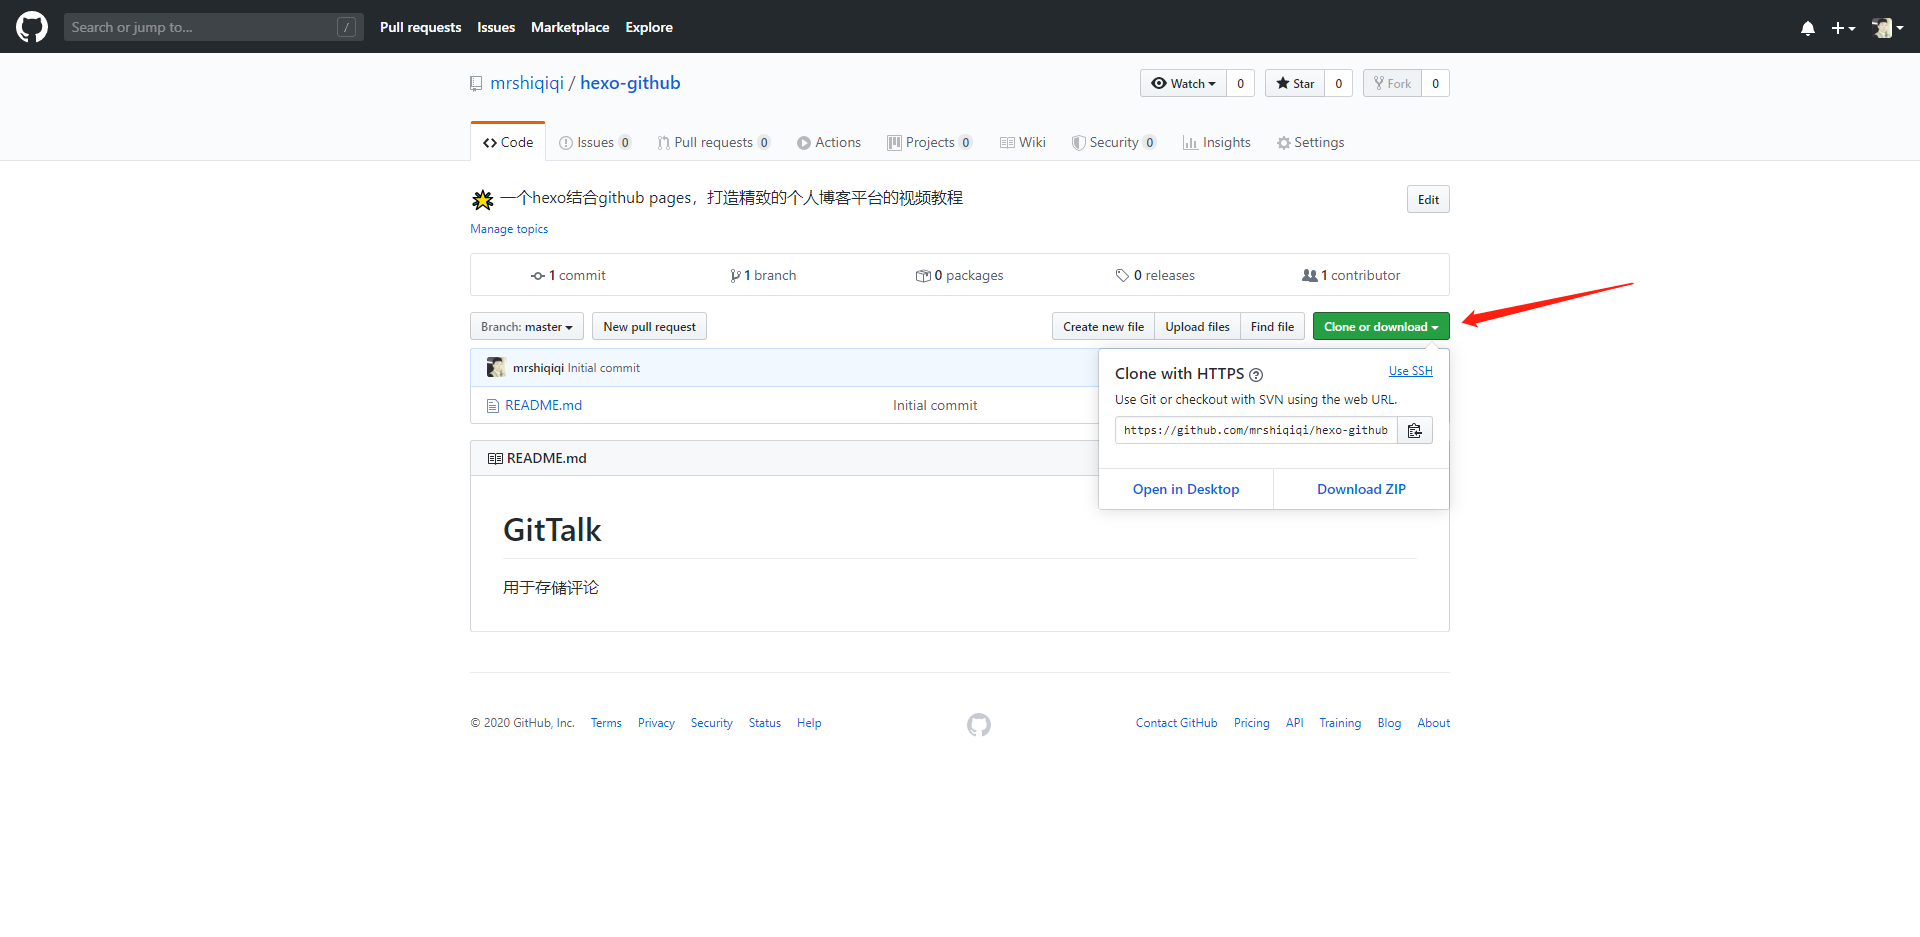 Search or jump to... / Pull requests Issues Marketplace Explore
mrshiqiqi / hexo-github Watch 0 Star 0 Fork 0
Code Issues 0 Pull requests 0 Actions Projects 0 Wiki Security 0 Insights Settings
一个hexo结合github pages，打造精致的个人博客平台的视频教程 Edit
Manage topics
1 commit 1 branch 0 packages 0 releases 1 contributor
Branch: master New pull request Create new file Upload files Find file Clone or download
mrshiqiqi Initial commit
README.md Initial commit
Clone with HTTPS ? Use SSH
Use Git or checkout with SVN using the web URL.
https://github.com/mrshiqiqi/hexo-github
Open in Desktop Download ZIP
README.md
GitTalk
用于存储评论
© 2020 GitHub, Inc. Terms Privacy Security Status Help Contact GitHub Pricing API Training Blog About